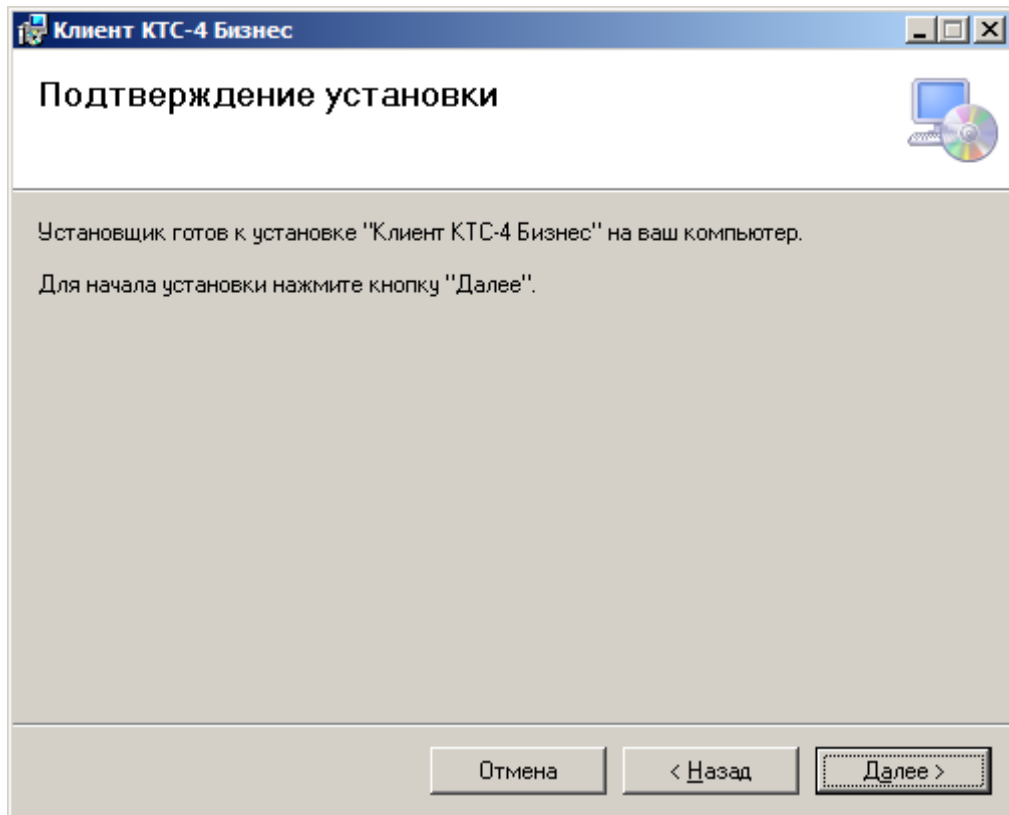 Клиент КТС-4 Бизнес
Подтверждение установки
Установщик готов к установке "Клиент КТС-4 Бизнес" на ваш компьютер.
Для начала установки нажмите кнопку "Далее".
Отмена < Назад Далее >